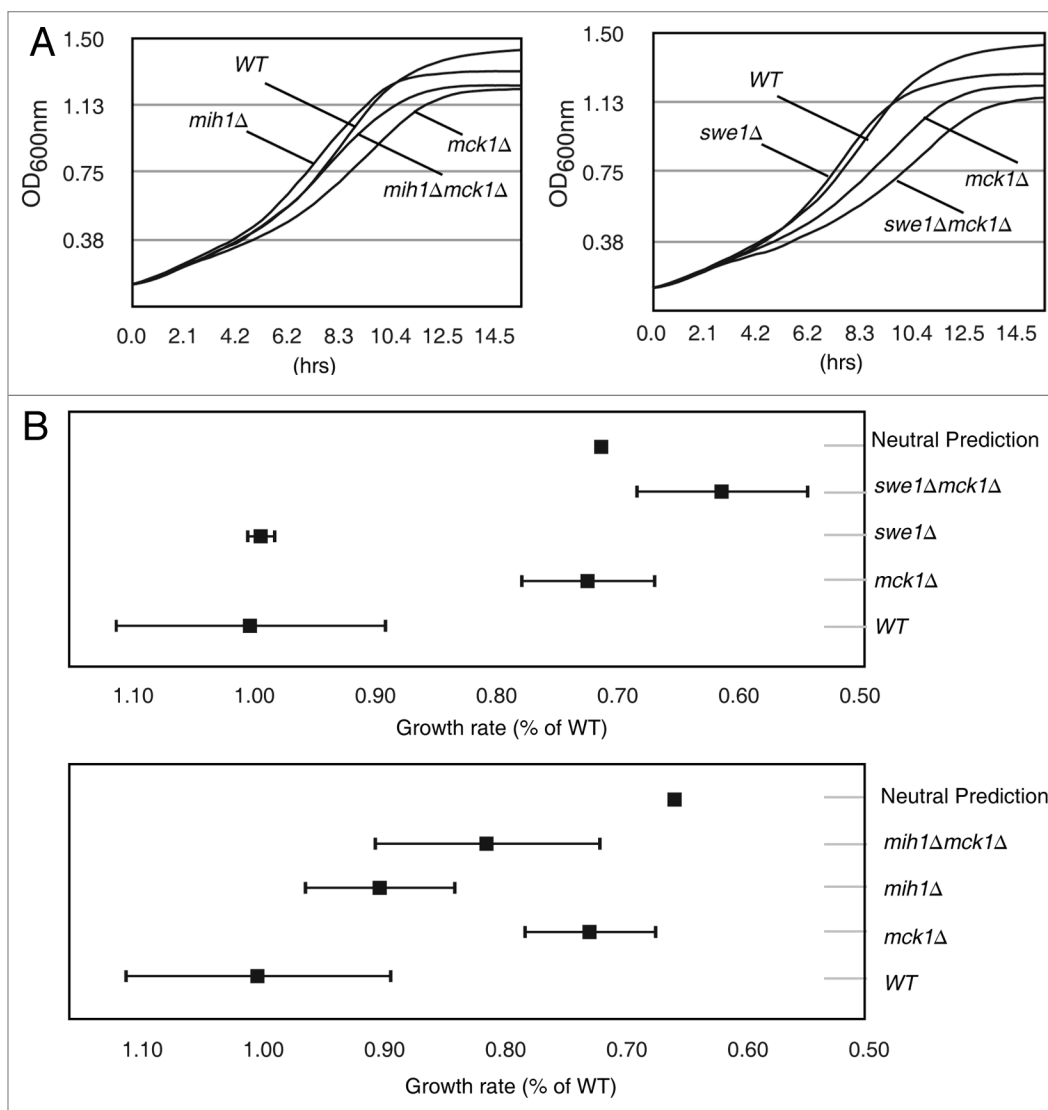 A
1.50
1.13
0.75
0.38
OD600nm
WT
mih1Δ
mck1Δ
mih1Δmck1Δ
0.0 2.1 4.2 6.2 8.3 10.4 12.5 14.5
(hrs)
1.50
1.13
0.75
0.38
OD600nm
WT
swe1Δ
mck1Δ
swe1Δmck1Δ
0.0 2.1 4.2 6.2 8.3 10.4 12.5 14.5
(hrs)
B
Neutral Prediction
swe1Δmck1Δ
swe1Δ
mck1Δ
WT
1.10 1.00 0.90 0.80 0.70 0.60 0.50
Growth rate (% of WT)
Neutral Prediction
mih1Δmck1Δ
mih1Δ
mck1Δ
WT
1.10 1.00 0.90 0.80 0.70 0.60 0.50
Growth rate (% of WT)